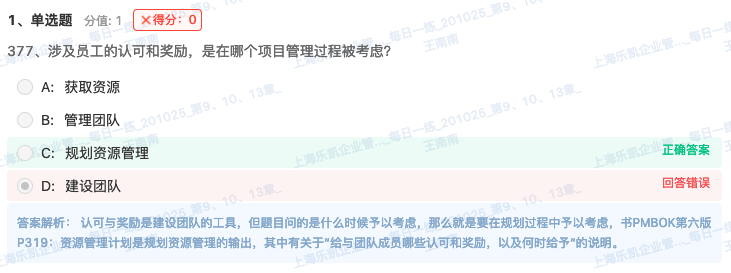 1、单选题 分值: 1 ×得分：0
377、涉及员工的认可和奖励，是在哪个项目管理过程被考虑?
A: 获取资源
B: 管理团队
C: 规划资源管理 正确答案
D: 建设团队 回答错误
答案解析： 认可与奖励是建设团队的工具，但题目问的是什么时候予以考虑，那么就是要在规划过程中予以考虑，书PMBOK第六版
P319：资源管理计划是规划资源管理的输出，其中有关于"给与团队成员哪些认可和奖励，以及何时给予"的说明。
上海乐凯企业管..._每日一练_201025_第9、10、13章_
王南南